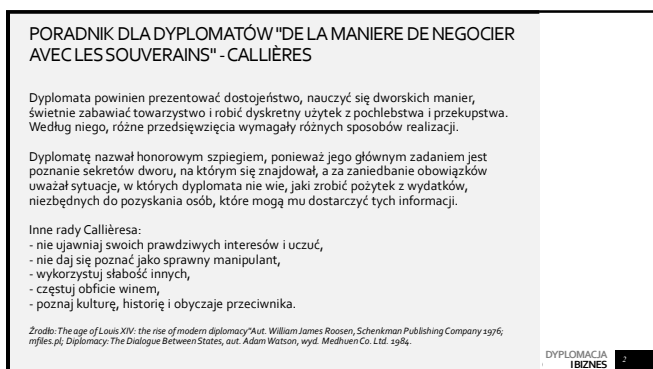 PORADNIK DLA DYPLOMATÓW "DE LA MANIERE DE NEGOCIER
AVEC LES SOUVERAINS" - CALLIÈRES
Dyplomata powinien prezentować dostojeństwo, nauczyć się dworskich manier,
świetnie zabawiać towarzystwo i robić dyskretny użytek z pochlebstwa i przekupstwa.
Według niego, różne przedsięwzięcia wymagały różnych sposobów realizacji.
Dyplomatę nazwał honorowym szpiegiem, ponieważ jego głównym zadaniem jest
poznanie sekretów dworu, na którym się znajdował, a za zaniedbanie obowiązków
uważał sytuacje, w których dyplomata nie wie, jaki zrobić pożytek z wydatków,
niezbędnych do pozyskania osób, które mogą mu dostarczyć tych informacji.
Inne rady Callièresa:
- nie ujawniaj swoich prawdziwych interesów i uczuć,
- nie daj się poznać jako sprawny manipulant,
- wykorzystuj słabość innych,
- częstuj obficie winem,
- poznaj kulturę, historię i obyczaje przeciwnika.
Źrodło: The age of Louis XIV: the rise of modern diplomacy" Aut. William James Roosen, Schenkman Publishing Company 1976;
mfiles.pl; Diplomacy: The Dialogue Between States, aut. Adam Watson, wyd. Medhuen Co. Ltd. 1984.
DYPLOMACJA
I BIZNES
2